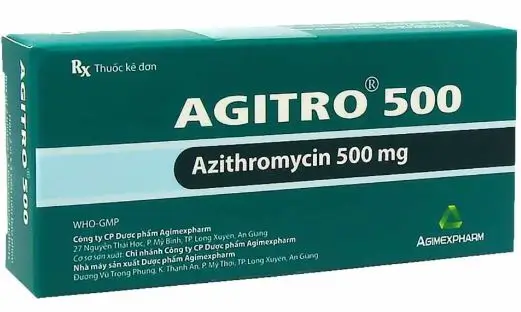 Rx Thuốc kê đơn
AGITRO® 500
Azithromycin 500 mg
WHO-GMP
Công ty CP Dược phẩm Agimexpharm
27 Nguyễn Thái Học, P. Mỹ Bình, TP. Long Xuyên, An Giang
Cơ sở sản xuất: Chi nhánh Công ty CP Dược phẩm Agimexpharm
Nhà máy sản xuất Dược phẩm Agimexpharm
Đường Vũ Trọng Phụng, K. Thạnh An, P. Mỹ Thới, TP. Long Xuyên, An Giang
AGIMEXPHARM
AGITRO® 500